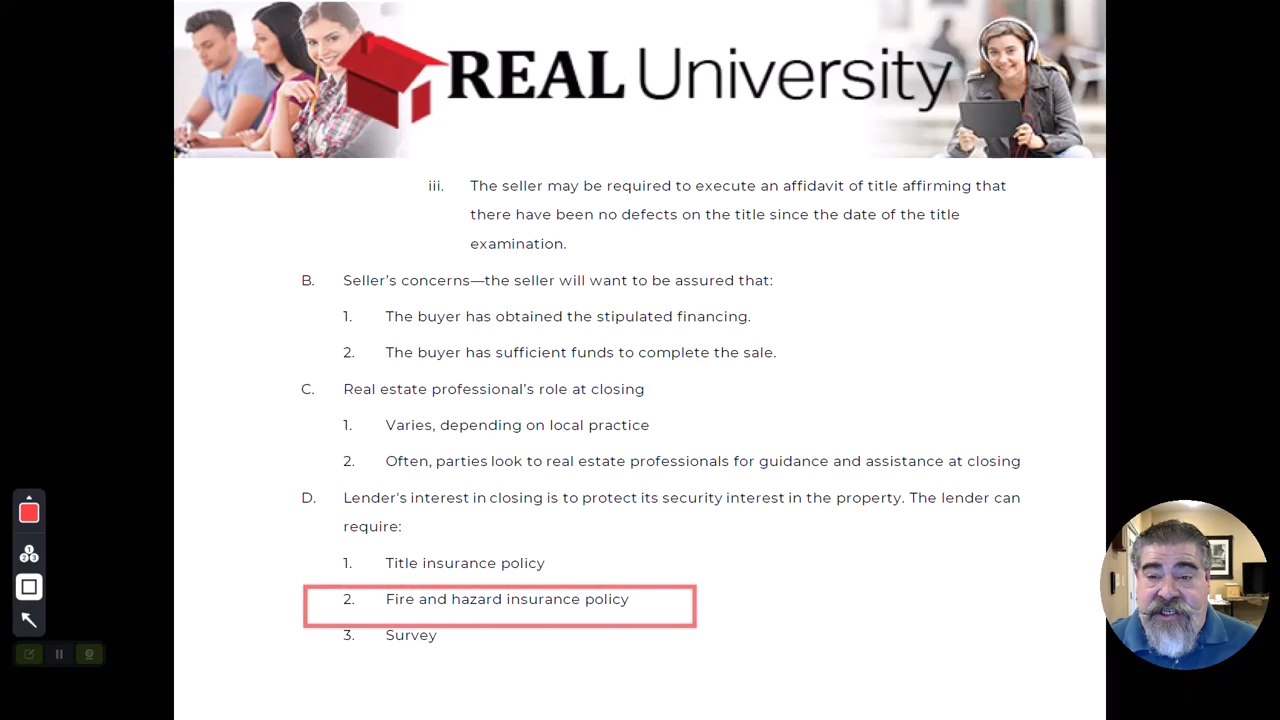 REAL University
iii. The seller may be required to execute an affidavit of title affirming that
there have been no defects on the title since the date of the title
examination.
B. Seller's concerns—the seller will want to be assured that:
1. The buyer has obtained the stipulated financing.
2. The buyer has sufficient funds to complete the sale.
C. Real estate professional's role at closing
1. Varies, depending on local practice
2. Often, parties look to real estate professionals for guidance and assistance at closing
D. Lender's interest in closing is to protect its security interest in the property. The lender can
require:
1. Title insurance policy
2. Fire and hazard insurance policy
3. Survey